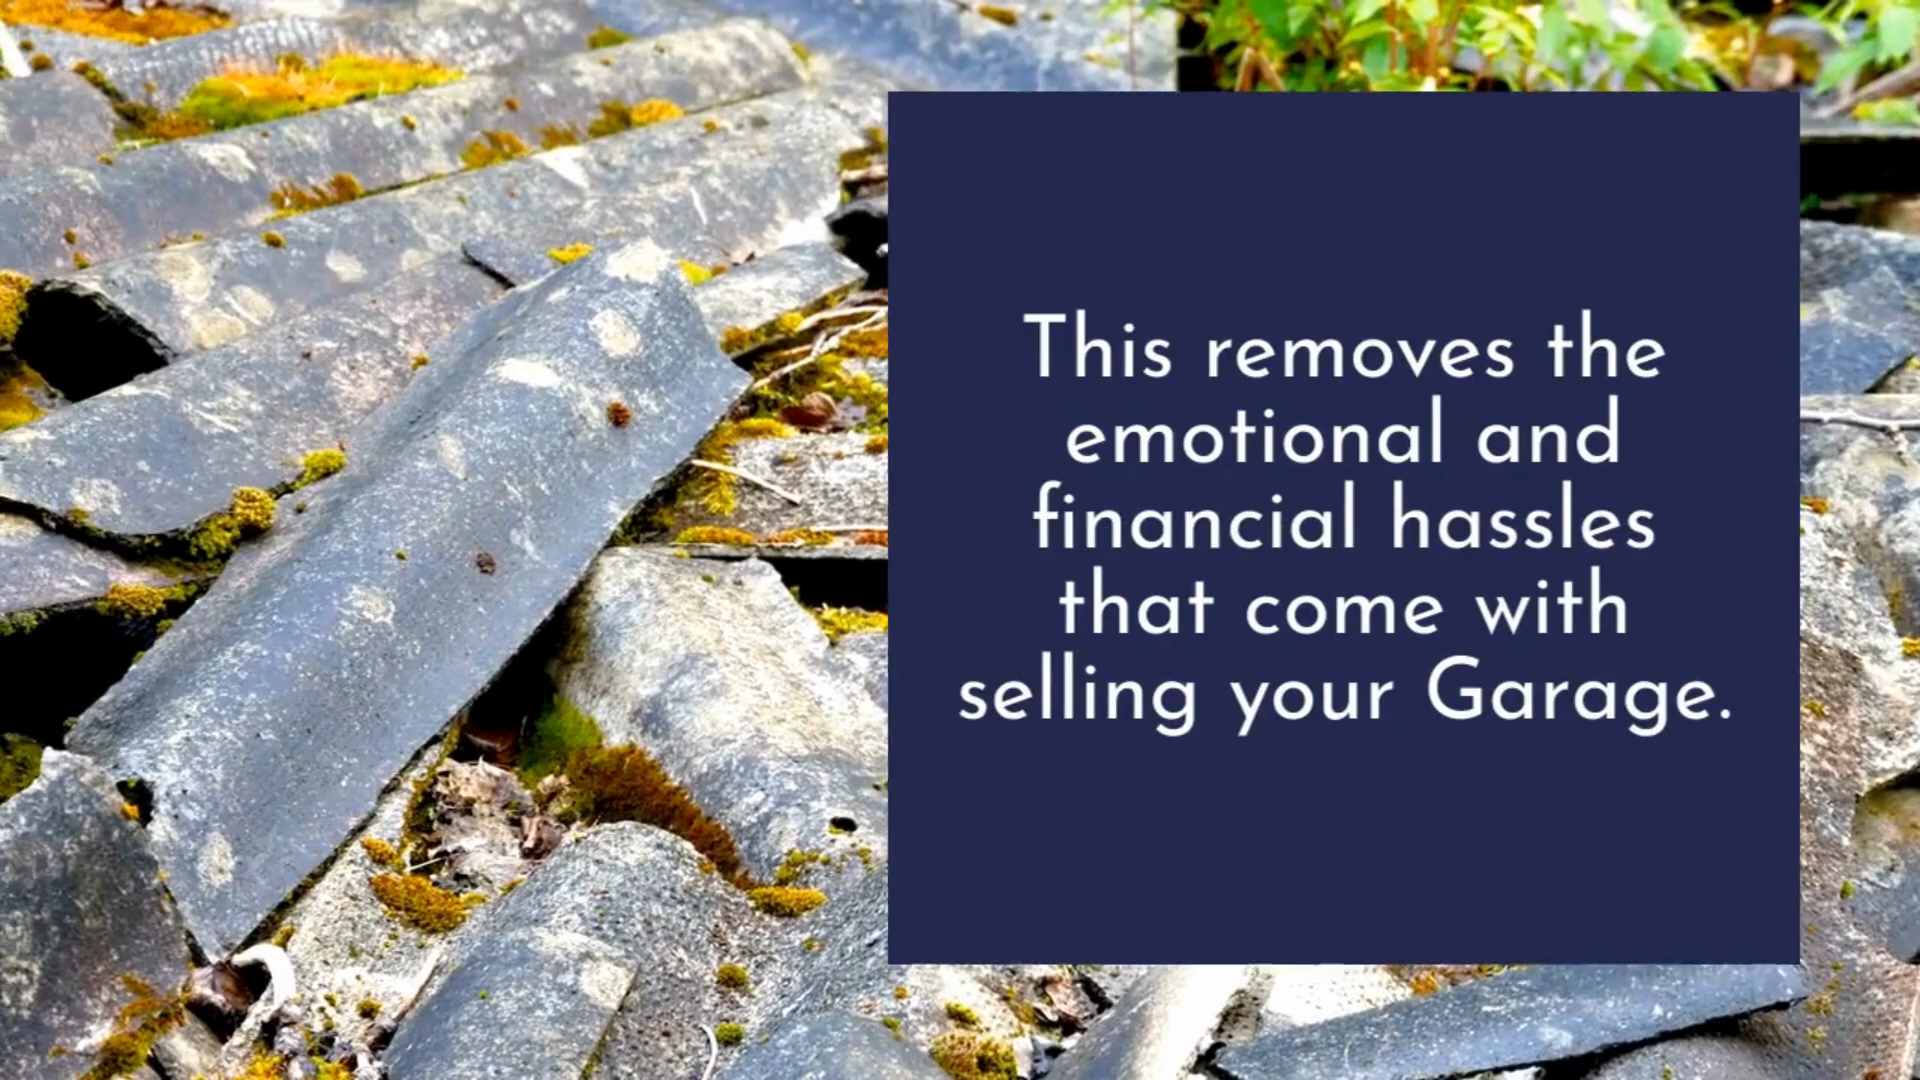 This removes the
emotional and
financial hassles
that come with
selling your Garage.